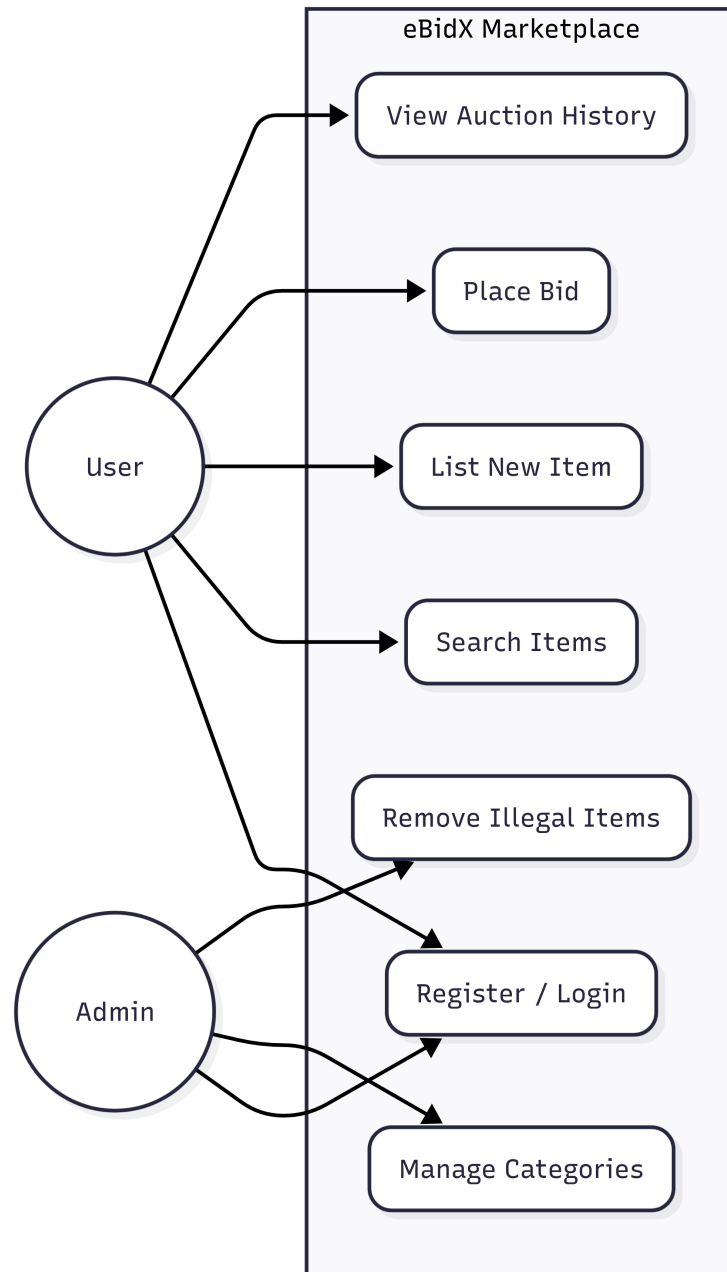 eBidX Marketplace
View Auction History
Place Bid
User
List New Item
Search Items
Remove Illegal Items
Register / Login
Admin
Manage Categories